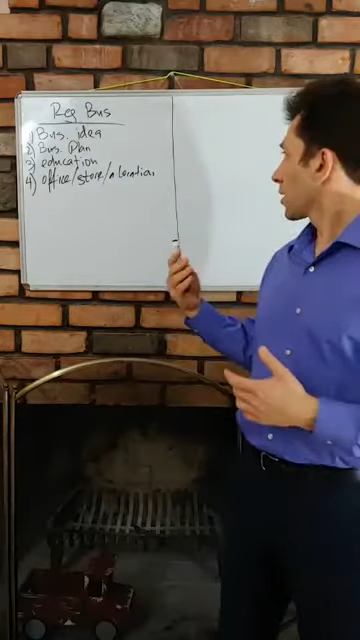 Reg Bus
1) Bus. idea
2) Bus. Plan
3) education
4) office/store/a location